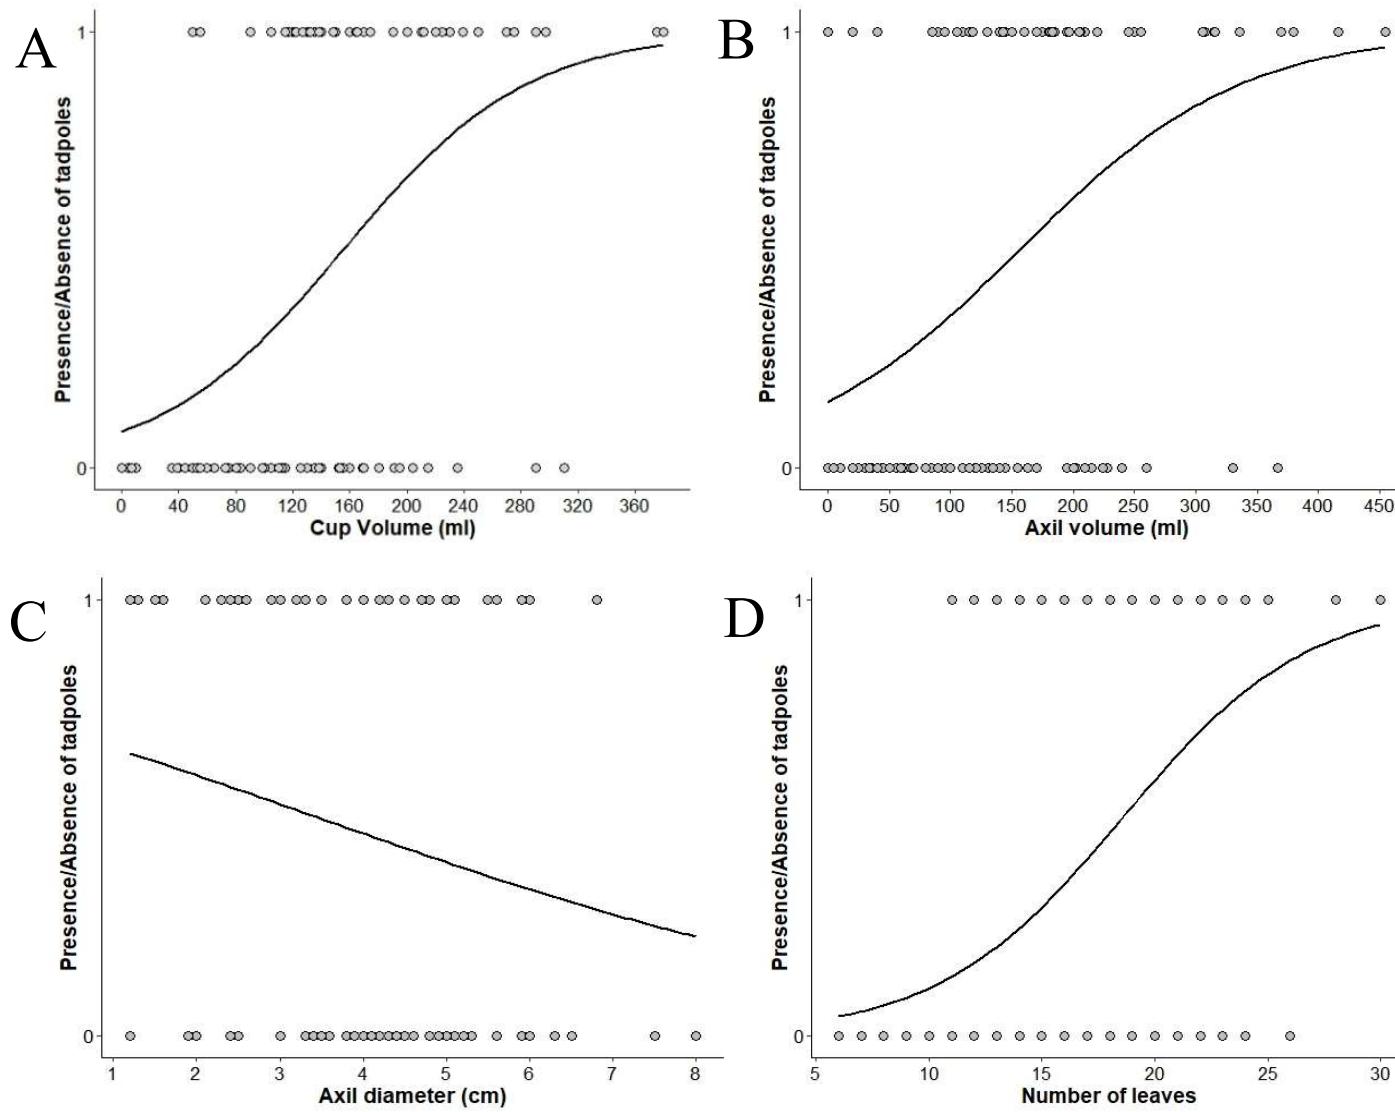 A
1
0
Presence/Absence of tadpoles
0 40 80 120 160 200 240 280 320 360
Cup Volume (ml)
B
1
0
Presence/Absence of tadpoles
0 50 100 150 200 250 300 350 400 450
Axil volume (ml)
C
1
0
Presence/Absence of tadpoles
1 2 3 4 5 6 7 8
Axil diameter (cm)
D
1
0
Presence/Absence of tadpoles
5 10 15 20 25 30
Number of leaves